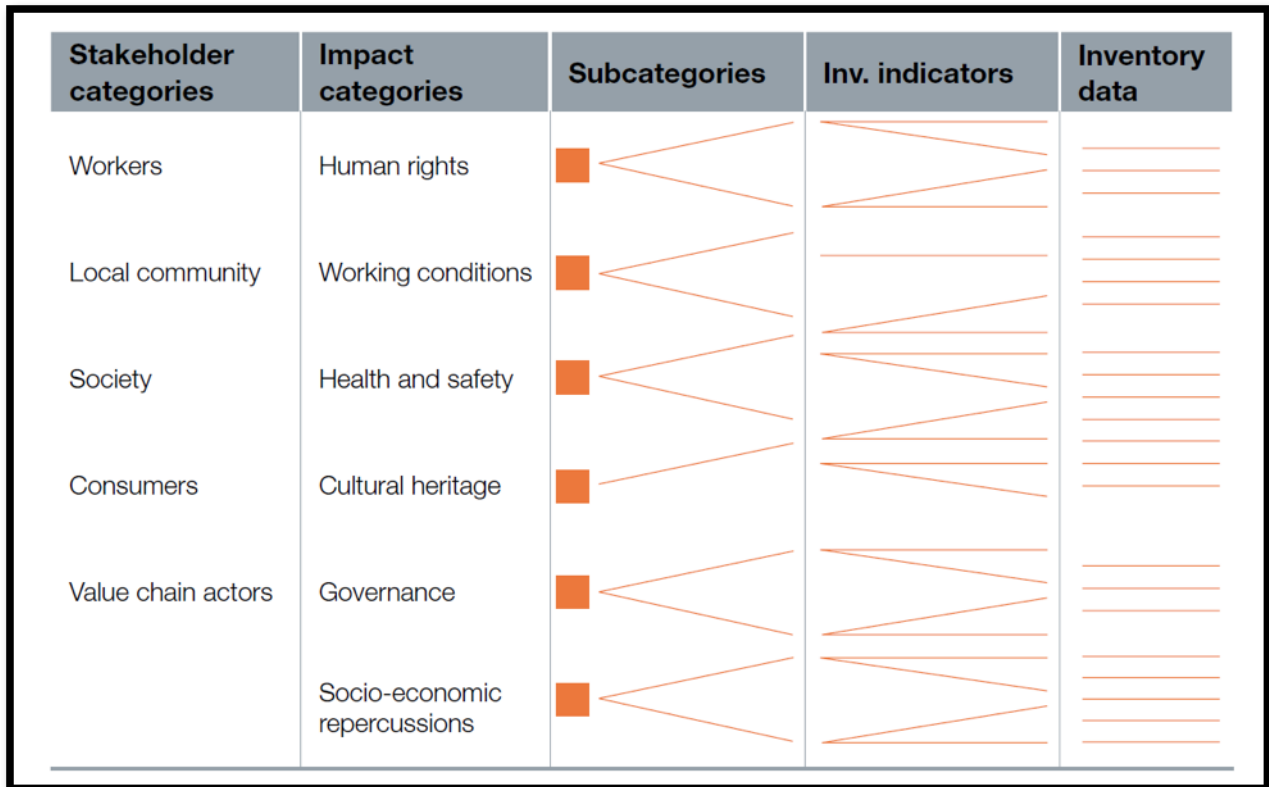 Stakeholder categories
Impact categories
Subcategories
Inv. indicators
Inventory data
Workers
Human rights
Local community
Working conditions
Society
Health and safety
Consumers
Cultural heritage
Value chain actors
Governance
Socio-economic
repercussions